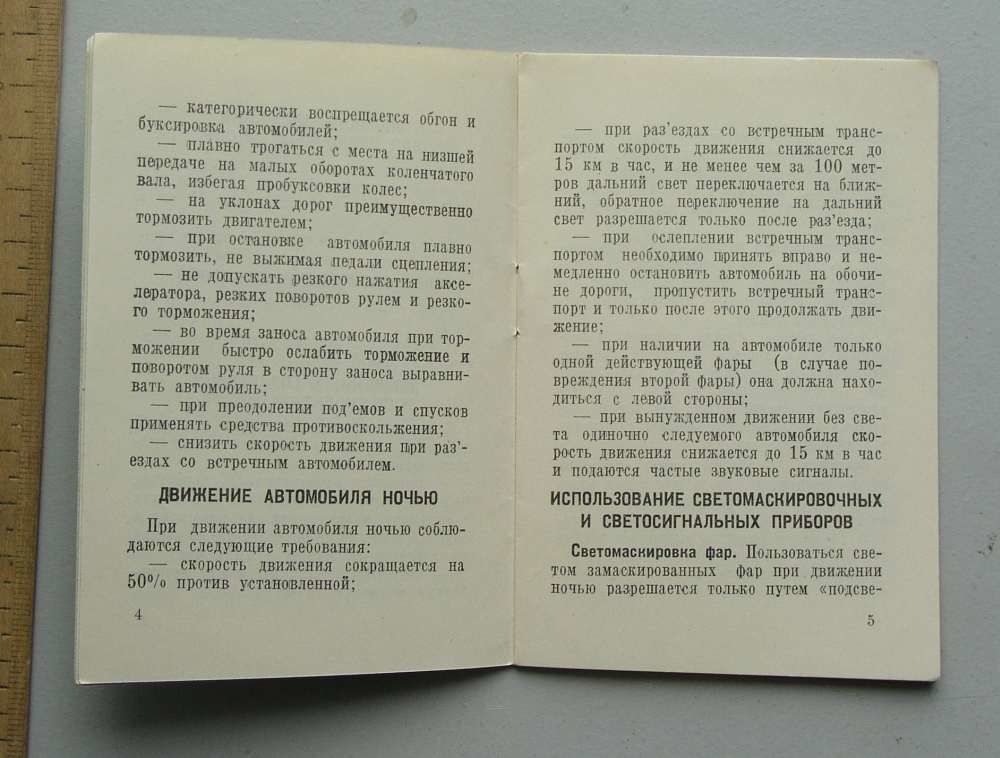 — категорически воспрещается обгон и
буксировка автомобилей;
— плавно трогаться с места на низшей
передаче на малых оборотах коленчатого
вала, избегая пробуксовки колес;
— на уклонах дорог преимущественно
тормозить двигателем;
— при остановке автомобиля плавно
тормозить, не выжимая педали сцепления;
— не допускать резкого нажатия аксе-
лератора, резких поворотов рулем и резко-
го торможения;
— во время заноса автомобиля при тор-
можении быстро ослабить торможение и
поворотом руля в сторону заноса выравни-
вать автомобиль;
— при преодолении под'емов и спусков
применять средства противоскольжения;
— снизить скорость движения при раз'-
ездах со встречным автомобилем.
ДВИЖЕНИЕ АВТОМОБИЛЯ НОЧЬЮ
При движении автомобиля ночью соблю-
даются следующие требования:
— скорость движения сокращается на
50% против установленной;
4
— при раз'ездах со встречным транс-
портом скорость движения снижается до
15 км в час, и не менее чем за 100 мет-
ров дальний свет переключается на ближ-
ний, обратное переключение на дальний
свет разрешается только после раз'езда;
— при ослеплении встречным транс-
портом необходимо принять вправо и не-
медленно остановить автомобиль на обочи-
не дороги, пропустить встречный транс-
порт и только после этого продолжать дви-
жение;
— при наличии на автомобиле только
одной действующей фары (в случае по-
вреждения второй фары) она должна нахо-
диться с левой стороны;
— при вынужденном движении без све-
та одиночно следуемого автомобиля ско-
рость движения снижается до 15 км в час
и подаются частые звуковые сигналы.
ИСПОЛЬЗОВАНИЕ СВЕТОМАСКИРОВОЧНЫХ
И СВЕТОСИГНАЛЬНЫХ ПРИБОРОВ
Светомаскировка фар. Пользоваться све-
том замаскированных фар при движении
ночью разрешается только путем «подсве-
5